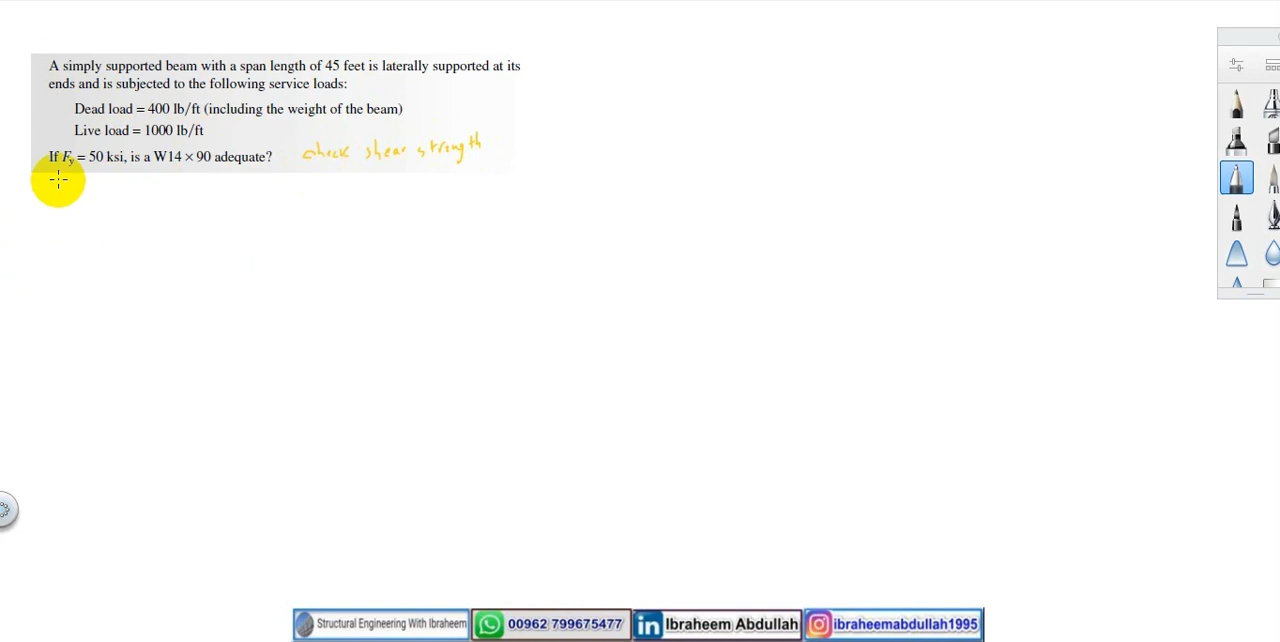 A simply supported beam with a span length of 45 feet is laterally supported at its
ends and is subjected to the following service loads:
Dead load = 400 lb/ft (including the weight of the beam)
Live load = 1000 lb/ft
If Fy = 50 ksi, is a W14 × 90 adequate? check shear strength
Structural Engineering With Ibraheem 00962 799675477 in Ibraheem Abdullah ibraheemabdullah1995